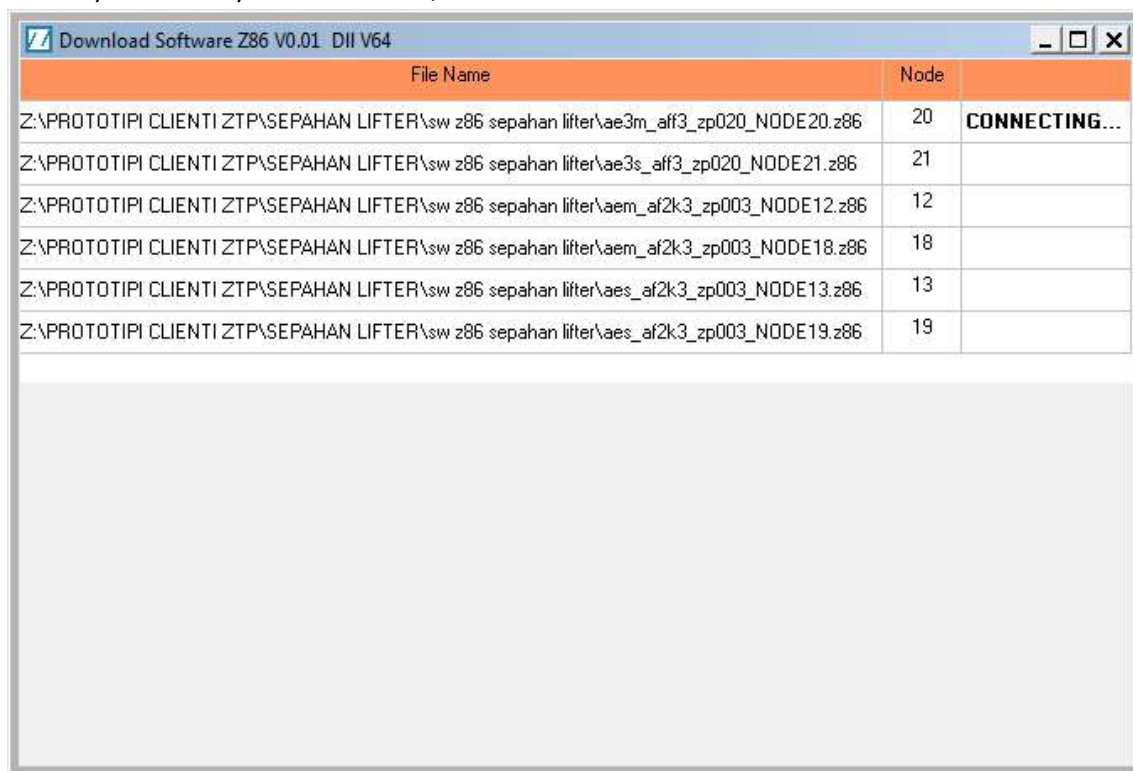 Download Software Z86 V0.01 Dll V64
File Name Node
Z:\PROTOTIPI CLIENTI ZTP\SEPAHAN LIFTER\sw z86 sepahan lifter\ae3m_aff3_zp020_NODE20.z86 20 CONNECTING...
Z:\PROTOTIPI CLIENTI ZTP\SEPAHAN LIFTER\sw z86 sepahan lifter\ae3s_aff3_zp020_NODE21.z86 21
Z:\PROTOTIPI CLIENTI ZTP\SEPAHAN LIFTER\sw z86 sepahan lifter\aem_af2k3_zp003_NODE12.z86 12
Z:\PROTOTIPI CLIENTI ZTP\SEPAHAN LIFTER\sw z86 sepahan lifter\aem_af2k3_zp003_NODE18.z86 18
Z:\PROTOTIPI CLIENTI ZTP\SEPAHAN LIFTER\sw z86 sepahan lifter\aes_af2k3_zp003_NODE13.z86 13
Z:\PROTOTIPI CLIENTI ZTP\SEPAHAN LIFTER\sw z86 sepahan lifter\aes_af2k3_zp003_NODE19.z86 19